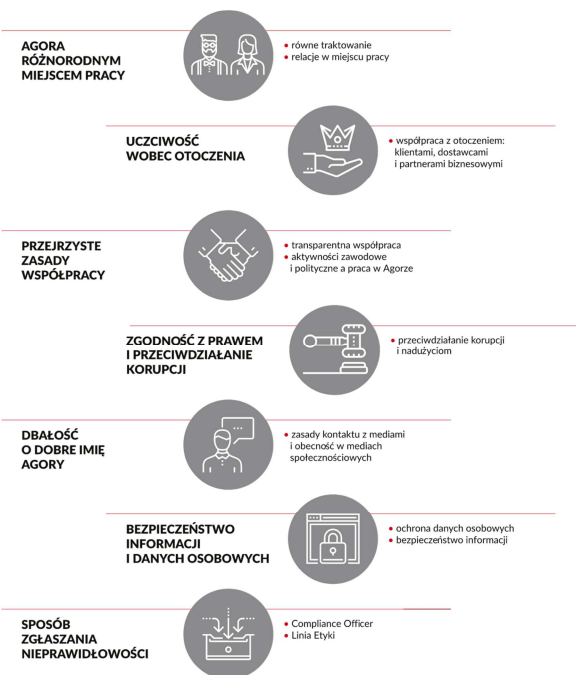 AGORA
RÓŻNORODNYM
MIEJSCEM PRACY
• równe traktowanie
• relacje w miejscu pracy
UCZCIWOŚĆ
WOBEC OTOCZENIA
• współpraca z otoczeniem:
klientami, dostawcami
i partnerami biznesowymi
PRZEJRZYSTE
ZASADY
WSPÓŁPRACY
• transparentna współpraca
• aktywności zawodowe
i polityczne a praca w Agorze
ZGODNOŚĆ Z PRAWEM
I PRZECIWDZIAŁANIE
KORUPCJI
• przeciwdziałanie korupcji
i nadużyciom
DBAŁOŚĆ
O DOBRE IMIĘ
AGORY
• zasady kontaktu z mediami
i obecność w mediach
społecznościowych
BEZPIECZEŃSTWO
INFORMACJI
I DANYCH OSOBOWYCH
• ochrona danych osobowych
• bezpieczeństwo informacji
SPOSÓB
ZGŁASZANIA
NIEPRAWIDŁOWOŚCI
• Compliance Officer
• Linia Etyki